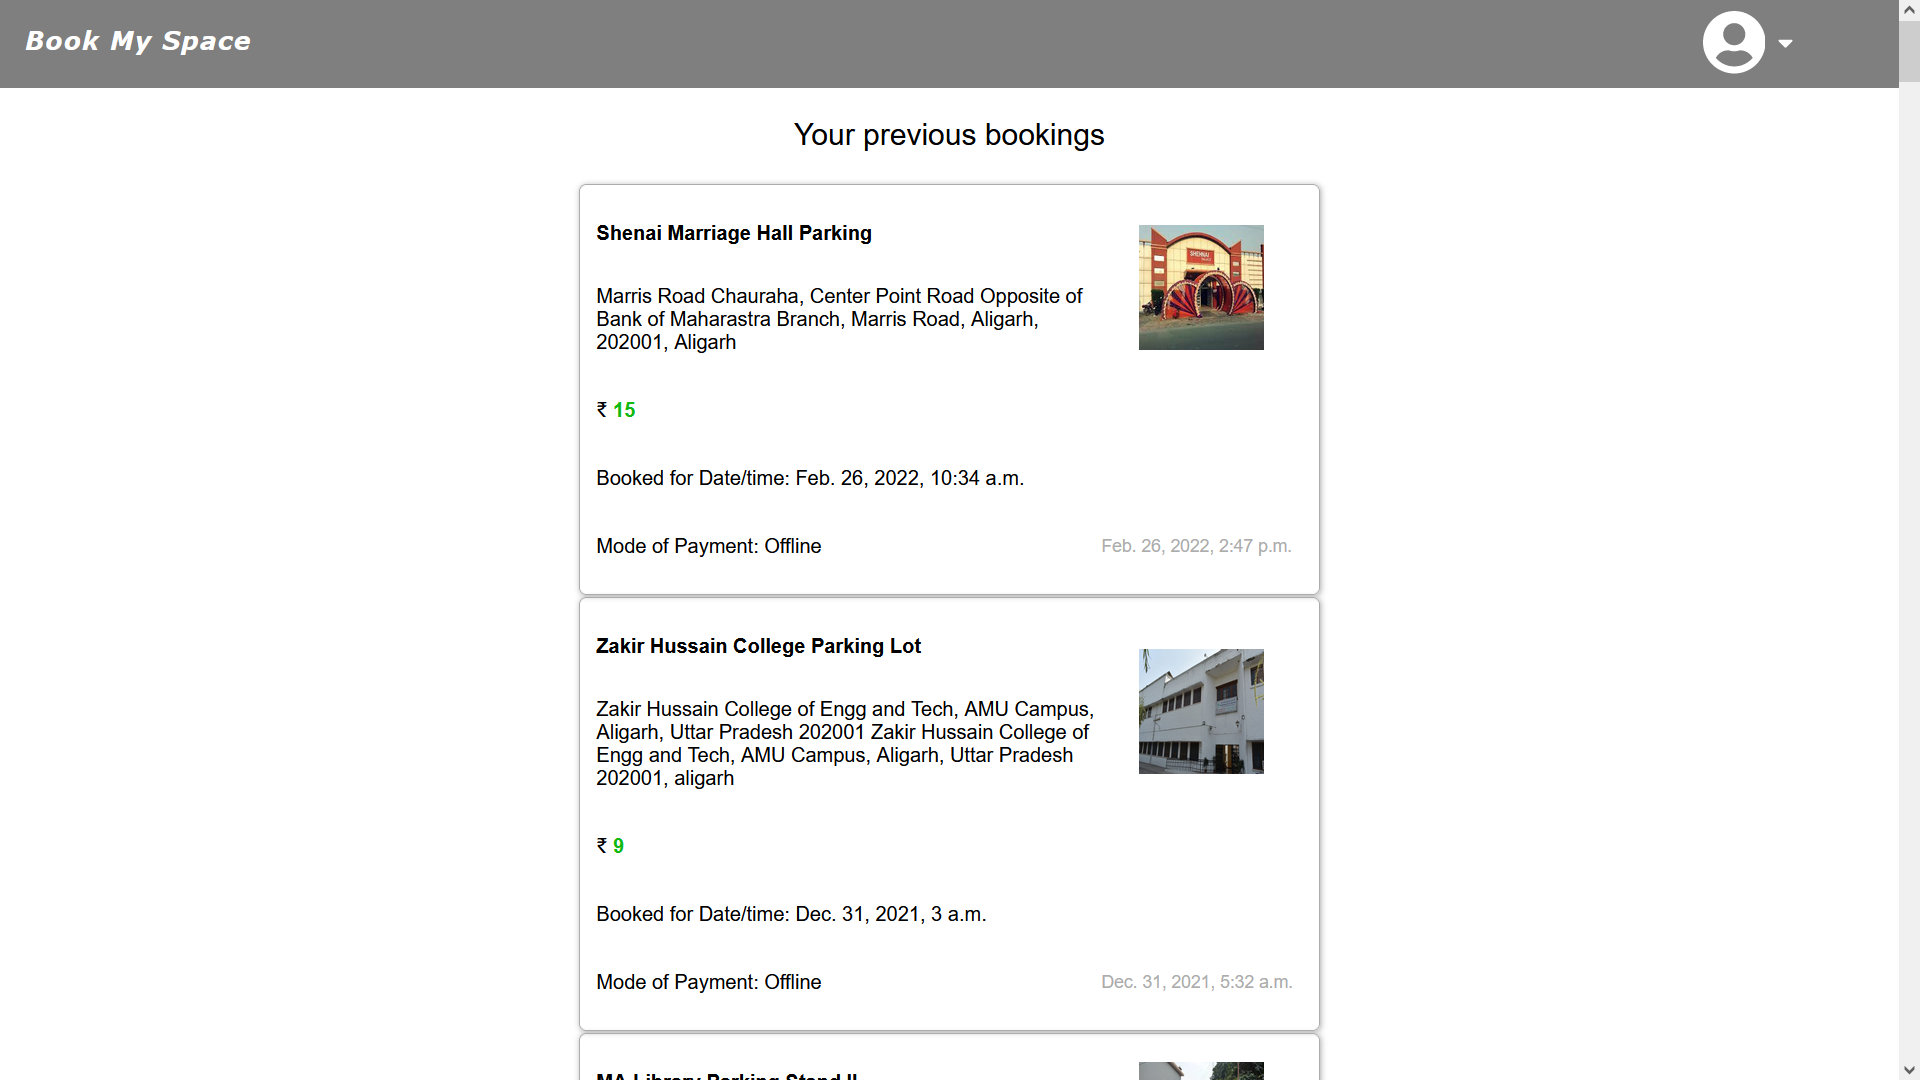 Book My Space
Your previous bookings
Shenai Marriage Hall Parking
Marris Road Chauraha, Center Point Road Opposite of
Bank of Maharastra Branch, Marris Road, Aligarh,
202001, Aligarh
₹ 15
Booked for Date/time: Feb. 26, 2022, 10:34 a.m.
Mode of Payment: Offline
Feb. 26, 2022, 2:47 p.m.
Zakir Hussain College Parking Lot
Zakir Hussain College of Engg and Tech, AMU Campus,
Aligarh, Uttar Pradesh 202001 Zakir Hussain College of
Engg and Tech, AMU Campus, Aligarh, Uttar Pradesh
202001, aligarh
₹ 9
Booked for Date/time: Dec. 31, 2021, 3 a.m.
Mode of Payment: Offline
Dec. 31, 2021, 5:32 a.m.
MA Library Parking Stand II